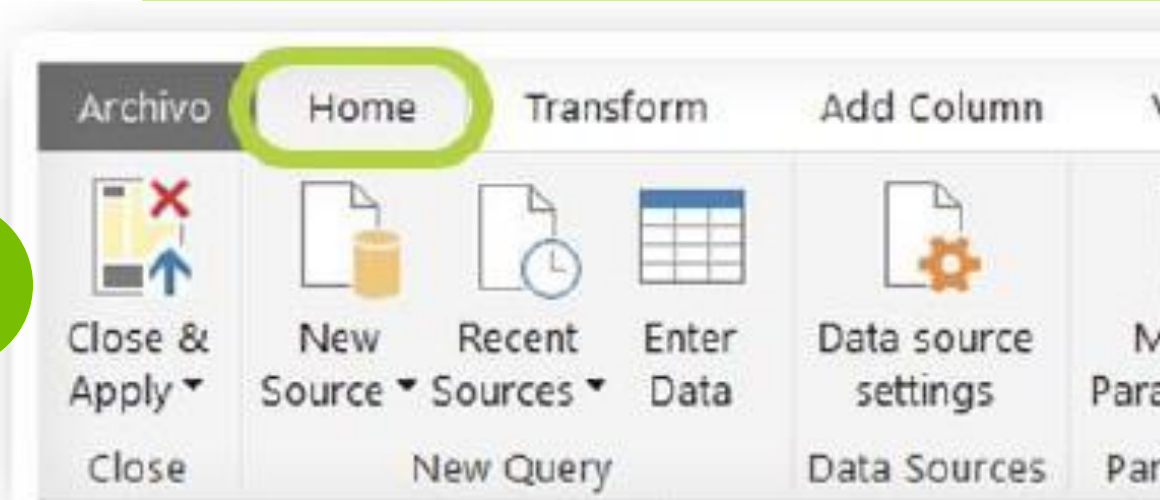 Archivo Home Transform Add Column
Close & New Recent Enter Data source
Apply Source Sources Data settings
Close New Query Data Sources